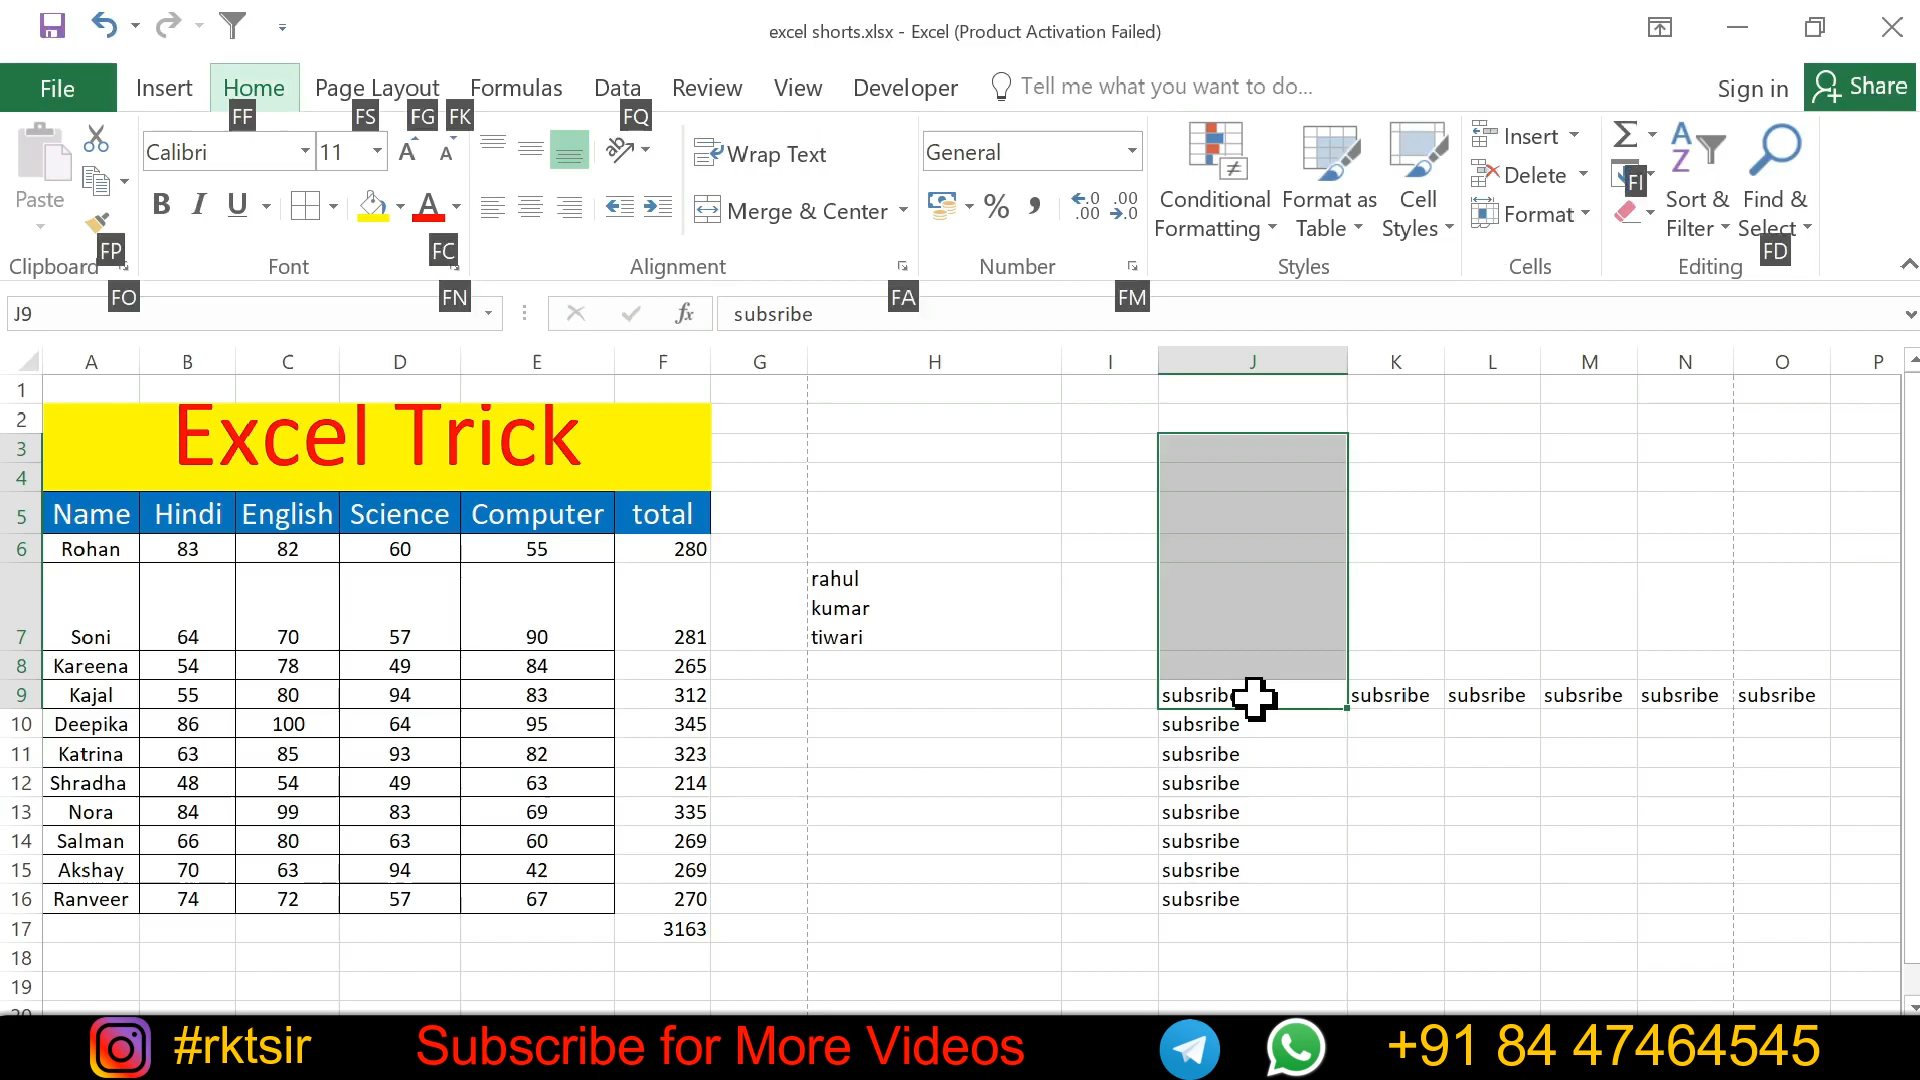 excel shorts.xlsx - Excel (Product Activation Failed)
File Insert Home Page Layout Formulas Data Review View Developer Tell me what you want to do... Sign in Share
FF FS FG FK FQ
Calibri 11 Wrap Text General Insert
Paste B I U Merge & Center % Conditional Formatting Format as Table Cell Styles Delete Format FI Sort & Filter Find & Select
FP FC FD
Clipboard Font Alignment Number Styles Cells Editing
FO FN FA FM
J9 fx subsribe
A B C D E F G H I J K L M N O P
1
2 Excel Trick
3
4
5 Name Hindi English Science Computer total
6 Rohan 83 82 60 55 280
rahul
kumar
7 Soni 64 70 57 90 281 tiwari
8 Kareena 54 78 49 84 265
9 Kajal 55 80 94 83 312 subsribe subsribe subsribe subsribe subsribe subsribe
10 Deepika 86 100 64 95 345 subsribe
11 Katrina 63 85 93 82 323 subsribe
12 Shradha 48 54 49 63 214 subsribe
13 Nora 84 99 83 69 335 subsribe
14 Salman 66 80 63 60 269 subsribe
15 Akshay 70 63 94 42 269 subsribe
16 Ranveer 74 72 57 67 270 subsribe
17 3163
18
19
#rktsir Subscribe for More Videos +91 84 47464545